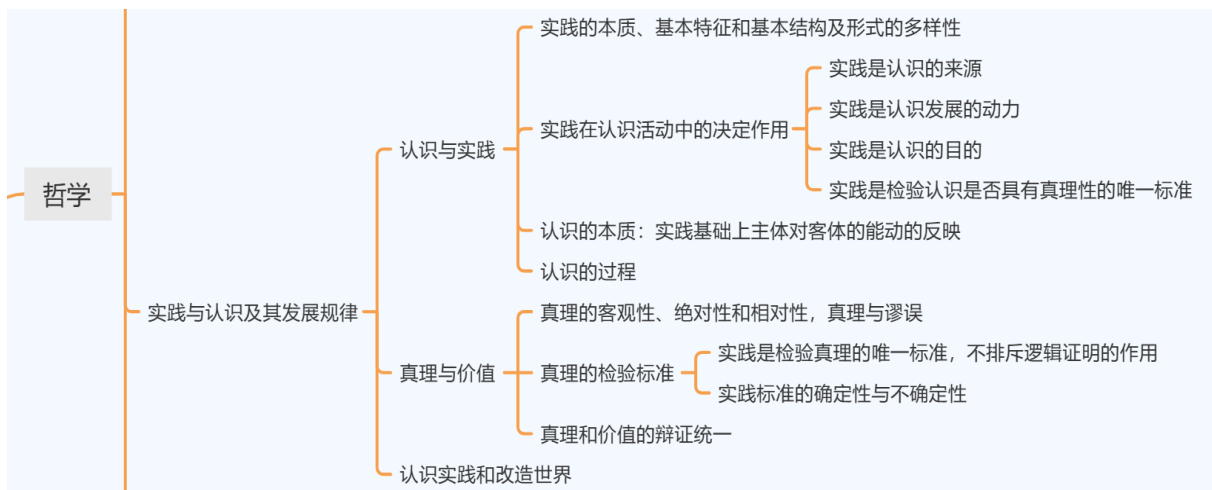 哲学
实践与认识及其发展规律
认识与实践
实践的本质、基本特征和基本结构及形式的多样性
实践在认识活动中的决定作用
实践是认识的来源
实践是认识发展的动力
实践是认识的目的
实践是检验认识是否具有真理性的唯一标准
认识的本质：实践基础上主体对客体的能动的反映
认识的过程
真理与价值
真理的客观性、绝对性和相对性，真理与谬误
真理的检验标准
实践是检验真理的唯一标准，不排斥逻辑证明的作用
实践标准的确定性与不确定性
真理和价值的辩证统一
认识实践和改造世界